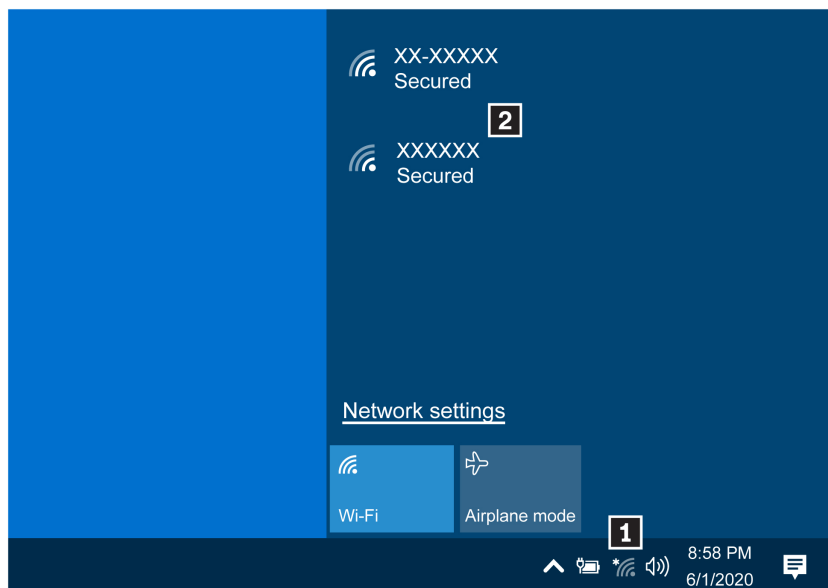 XX-XXXXX
Secured
2
XXXXXX
Secured
Network settings
Wi-Fi
Airplane mode
1
8:58 PM
6/1/2020